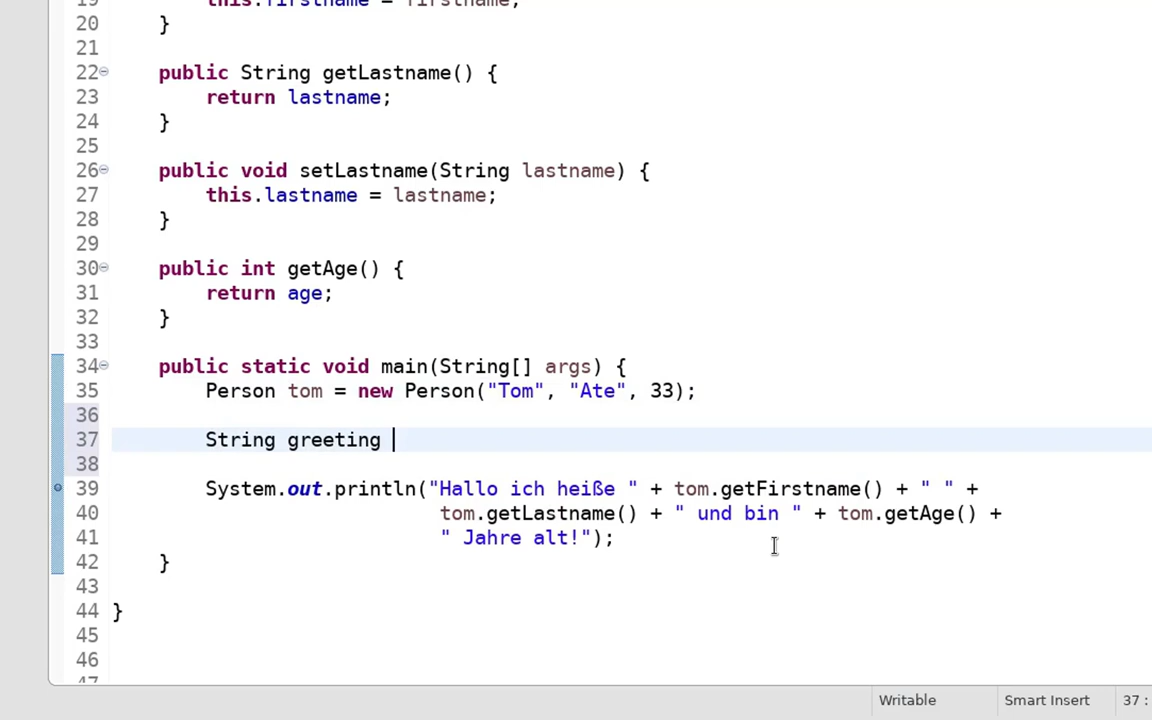 19 this.firstname = firstname;
20 }
21
22 public String getLastname() {
23 return lastname;
24 }
25
26 public void setLastname(String lastname) {
27 this.lastname = lastname;
28 }
29
30 public int getAge() {
31 return age;
32 }
33
34 public static void main(String[] args) {
35 Person tom = new Person("Tom", "Ate", 33);
36
37 String greeting
38
39 System.out.println("Hallo ich heiße " + tom.getFirstname() + " " +
40 tom.getLastname() + " und bin " + tom.getAge() +
41 " Jahre alt!");
42 }
43
44 }
45
46
47
Writable Smart Insert 37 :